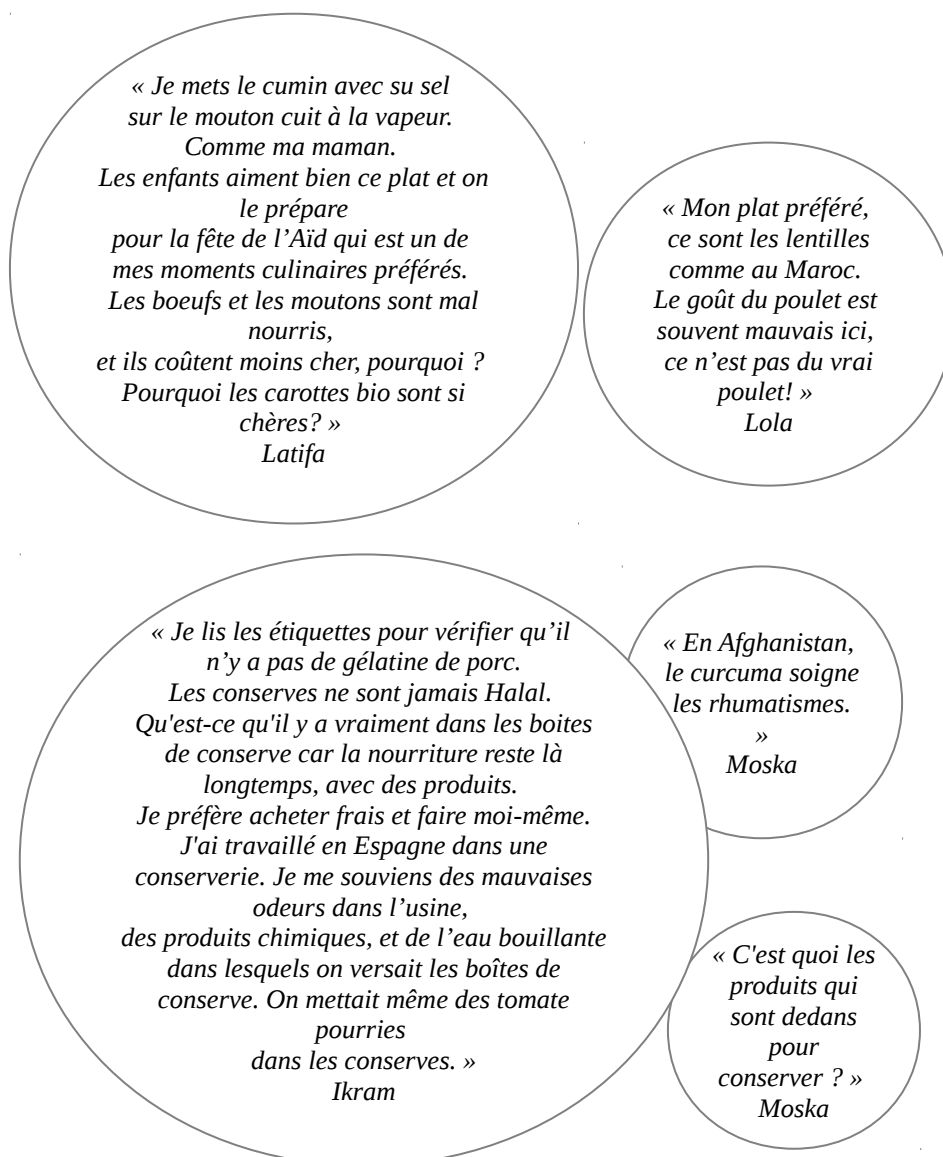 « Je mets le cumin avec su sel
sur le mouton cuit à la vapeur.
Comme ma maman.
Les enfants aiment bien ce plat et on
le prépare
pour la fête de l’Aïd qui est un de
mes moments culinaires préférés.
Les boeufs et les moutons sont mal
nourris,
et ils coûtent moins cher, pourquoi ?
Pourquoi les carottes bio sont si
chères? »
Latifa
« Mon plat préféré,
ce sont les lentilles
comme au Maroc.
Le goût du poulet est
souvent mauvais ici,
ce n’est pas du vrai
poulet! »
Lola
« Je lis les étiquettes pour vérifier qu’il
n’y a pas de gélatine de porc.
Les conserves ne sont jamais Halal.
Qu'est-ce qu'il y a vraiment dans les boites
de conserve car la nourriture reste là
longtemps, avec des produits.
Je préfère acheter frais et faire moi-même.
J'ai travaillé en Espagne dans une
conserverie. Je me souviens des mauvaises
odeurs dans l’usine,
des produits chimiques, et de l’eau bouillante
dans lesquels on versait les boîtes de
conserve. On mettait même des tomate
pourries
dans les conserves. »
Ikram
« En Afghanistan,
le curcuma soigne
les rhumatismes.
»
Moska
« C'est quoi les
produits qui
sont dedans
pour
conserver ? »
Moska